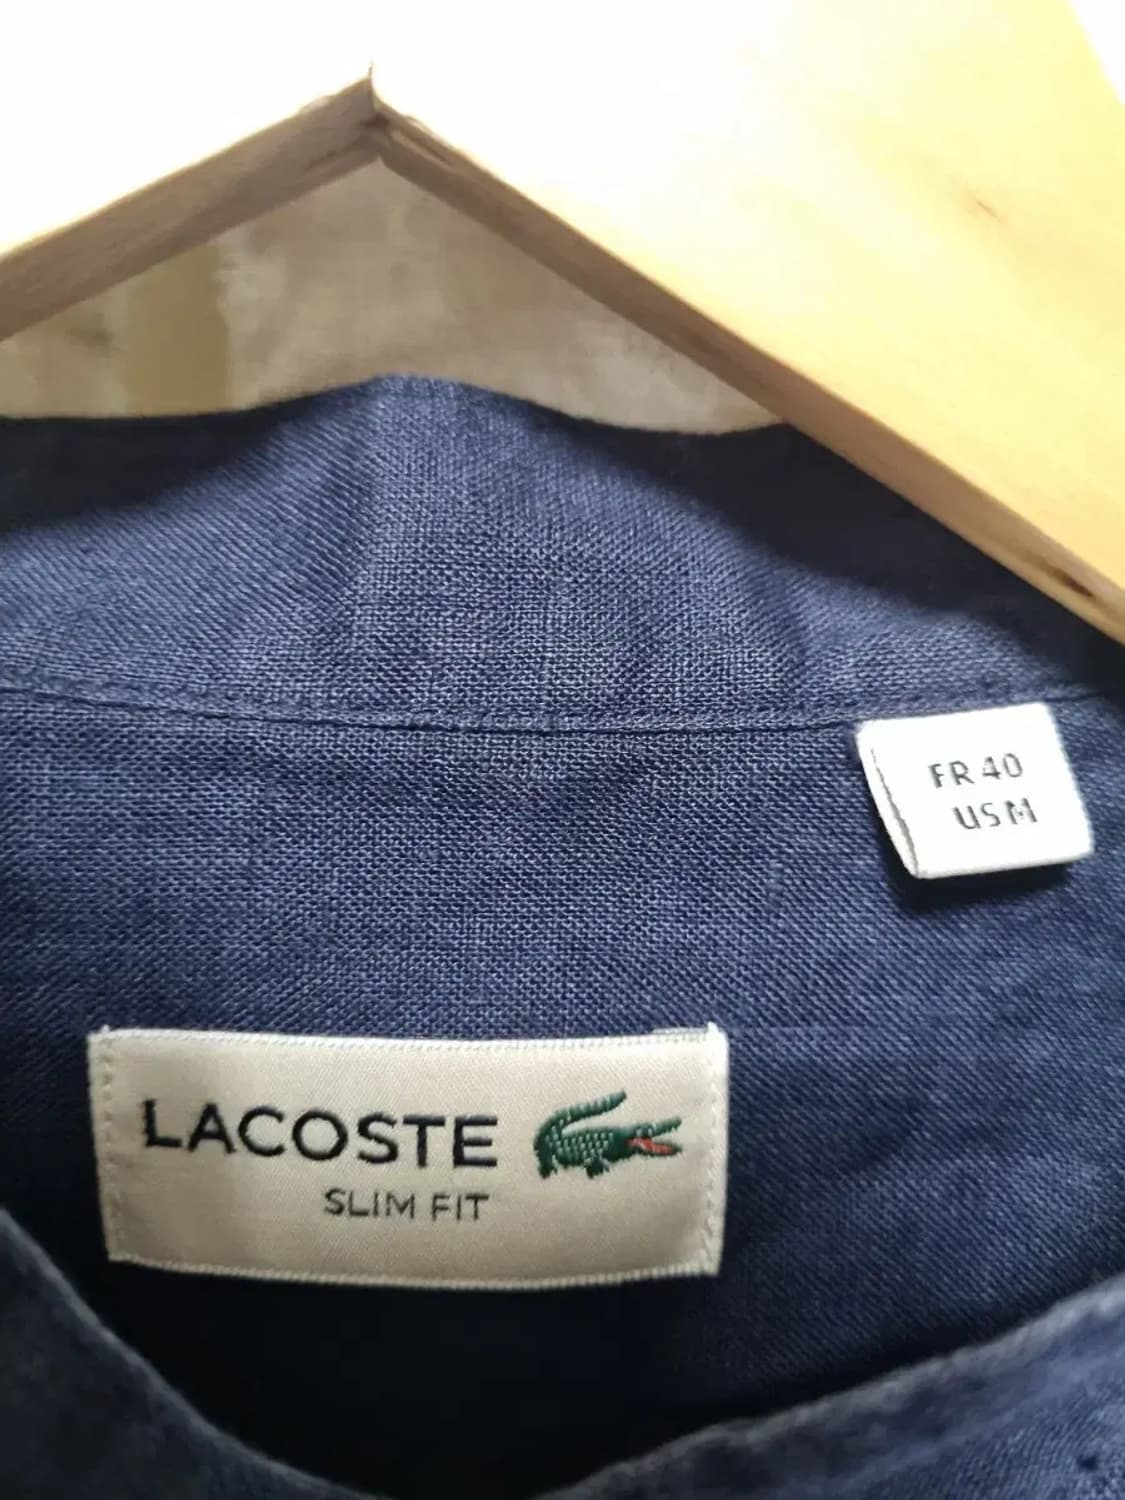 FR 40
US M
LACOSTE
SLIM FIT